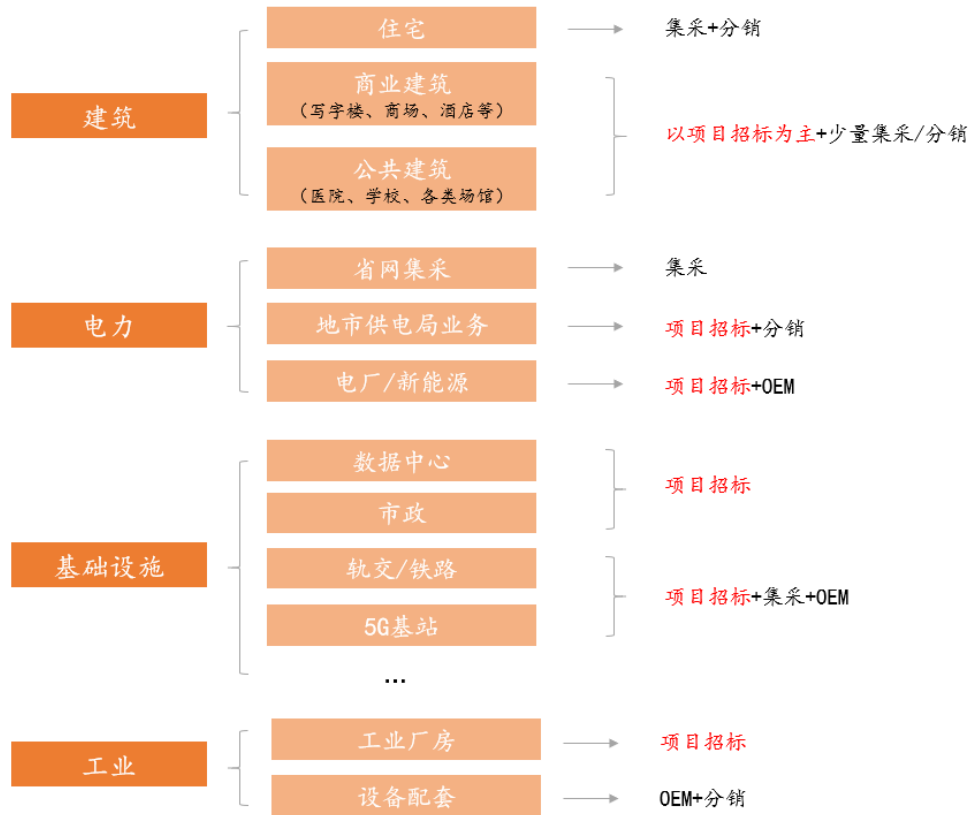 建筑
住宅
集采+分销
商业建筑
（写字楼、商场、酒店等）
公共建筑
（医院、学校、各类场馆）
以项目招标为主+少量集采/分销
电力
省网集采
集采
地市供电局业务
项目招标+分销
电厂/新能源
项目招标+OEM
基础设施
数据中心
市政
项目招标
轨交/铁路
5G基站
项目招标+集采+OEM
...
工业
工业厂房
项目招标
设备配套
OEM+分销